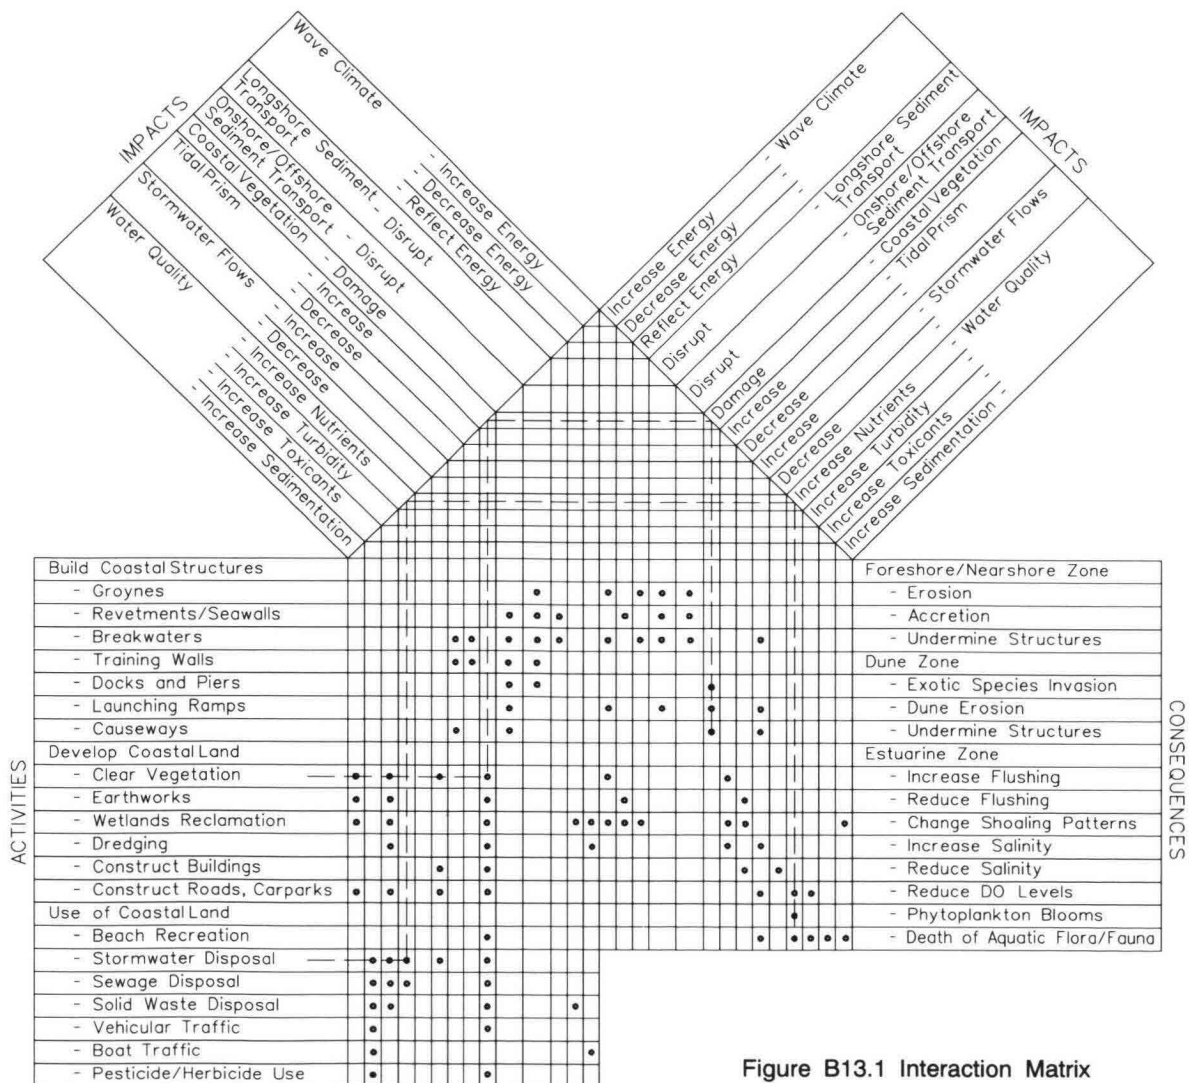 IMPACTS
Wave Climate
- Increase Energy
- Decrease Energy
- Reflect Energy
Longshore Sediment
Transport - Disrupt
Onshore/Offshore
Sediment Transport - Disrupt
Coastal Vegetation - Damage
Tidal Prism - Increase
- Decrease
Stormwater Flows - Increase
- Decrease
Water Quality - Increase Nutrients
- Increase Turbidity
- Increase Toxicants
- Increase Sedimentation
IMPACTS
Increase Energy - Wave Climate
Decrease Energy -
Reflect Energy -
Disrupt - Longshore Sediment
Transport
Disrupt - Onshore/Offshore
Sediment Transport
Damage - Coastal Vegetation
Increase - Tidal Prism
Decrease -
Increase - Stormwater Flows
Decrease -
Increase Nutrients - Water Quality
Increase Turbidity -
Increase Toxicants -
Increase Sedimentation -
ACTIVITIES
Build Coastal Structures
- Groynes
- Revetments/Seawalls
- Breakwaters
- Training Walls
- Docks and Piers
- Launching Ramps
- Causeways
Develop Coastal Land
- Clear Vegetation
- Earthworks
- Wetlands Reclamation
- Dredging
- Construct Buildings
- Construct Roads, Carparks
Use of Coastal Land
- Beach Recreation
- Stormwater Disposal
- Sewage Disposal
- Solid Waste Disposal
- Vehicular Traffic
- Boat Traffic
- Pesticide/Herbicide Use
Foreshore/Nearshore Zone
- Erosion
- Accretion
- Undermine Structures
Dune Zone
- Exotic Species Invasion
- Dune Erosion
- Undermine Structures
Estuarine Zone
- Increase Flushing
- Reduce Flushing
- Change Shoaling Patterns
- Increase Salinity
- Reduce Salinity
- Reduce DO Levels
- Phytoplankton Blooms
- Death of Aquatic Flora/Fauna
CONSEQUENCES
Figure B13.1 Interaction Matrix